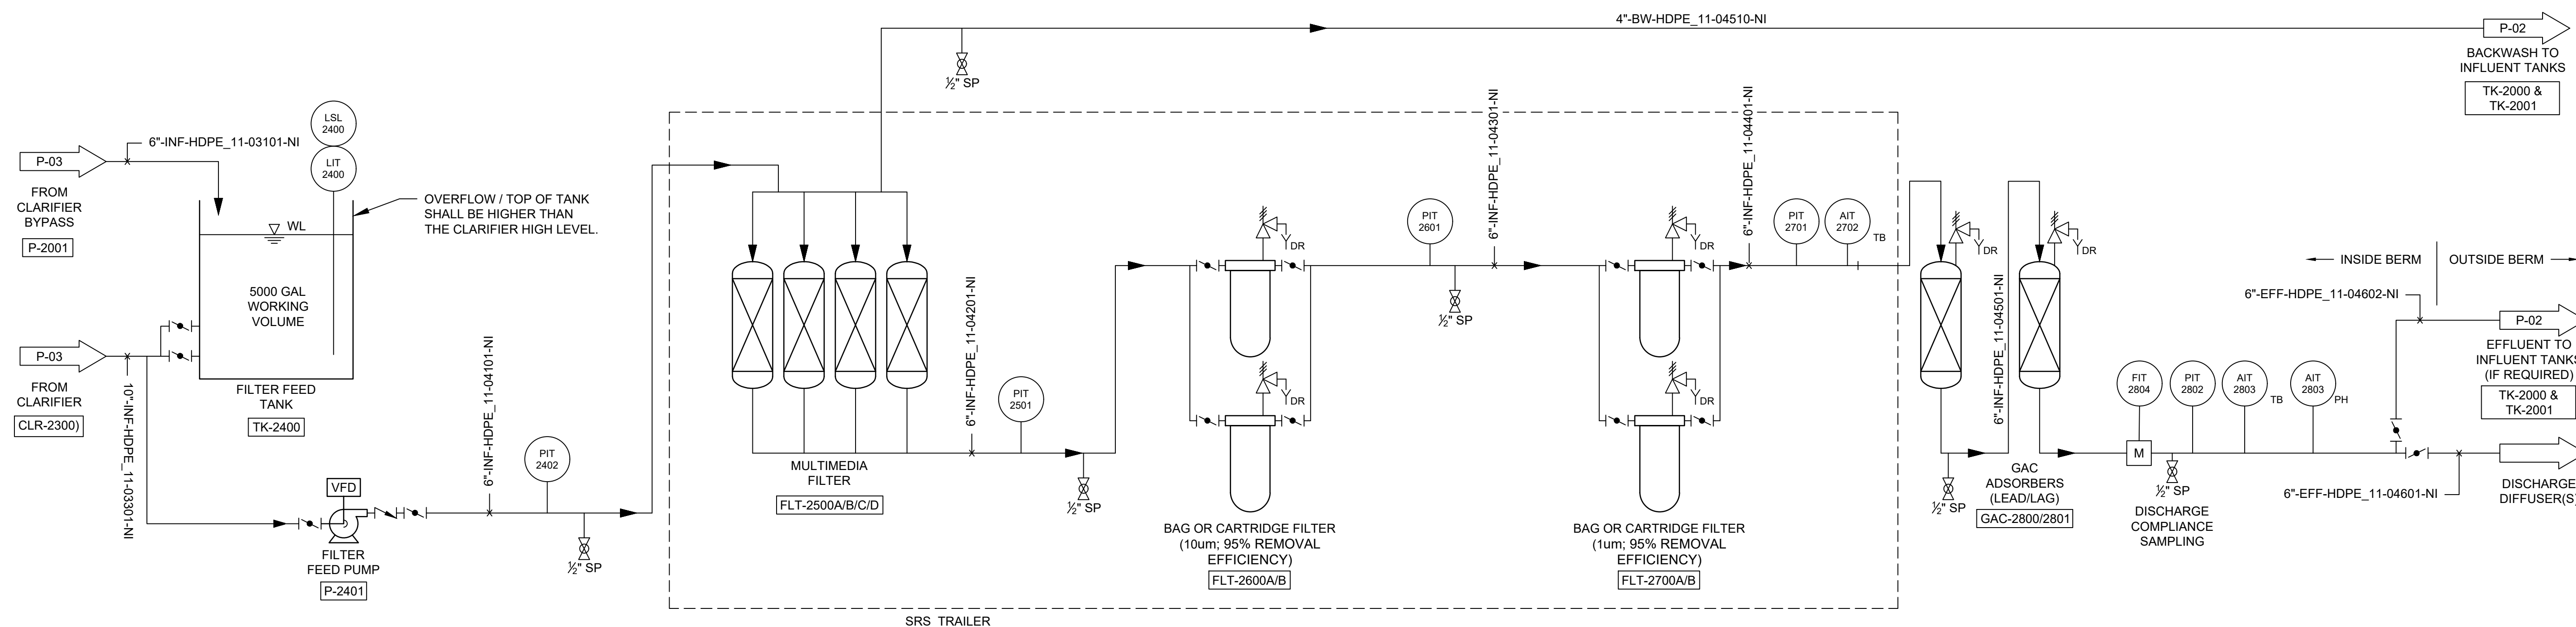 4"-BW-HDPE_11-04510-NI
P-02
BACKWASH TO
INFLUENT TANKS
TK-2000 &
TK-2001
½" SP
LSL
2400
LIT
2400
6"-INF-HDPE_11-03101-NI
P-03
FROM
CLARIFIER
BYPASS
P-2001
OVERFLOW / TOP OF TANK
SHALL BE HIGHER THAN
THE CLARIFIER HIGH LEVEL.
WL
5000 GAL
WORKING
VOLUME
P-03
FROM
CLARIFIER
CLR-2300)
10"-INF-HDPE_11-03301-NI
FILTER FEED
TANK
TK-2400
VFD
FILTER
FEED PUMP
P-2401
6"-INF-HDPE_11-04101-NI
PIT
2402
½" SP
MULTIMEDIA
FILTER
FLT-2500A/B/C/D
6"-INF-HDPE_11-04201-NI
PIT
2501
½" SP
DR
DR
BAG OR CARTRIDGE FILTER
(10um; 95% REMOVAL
EFFICIENCY)
FLT-2600A/B
PIT
2601
½" SP
6"-INF-HDPE_11-04301-NI
DR
DR
BAG OR CARTRIDGE FILTER
(1um; 95% REMOVAL
EFFICIENCY)
FLT-2700A/B
6"-INF-HDPE_11-04401-NI
PIT
2701
AIT
2702
TB
SRS TRAILER
DR
DR
6"-INF-HDPE_11-04501-NI
½" SP
GAC
ADSORBERS
(LEAD/LAG)
GAC-2800/2801
FIT
2804
PIT
2802
AIT
2803
TB
AIT
2803
PH
M
½" SP
DISCHARGE
COMPLIANCE
SAMPLING
INSIDE BERM
OUTSIDE BERM
6"-EFF-HDPE_11-04602-NI
P-02
EFFLUENT TO
INFLUENT TANKS
(IF REQUIRED)
TK-2000 &
TK-2001
6"-EFF-HDPE_11-04601-NI
DISCHARGE
DIFFUSER(S)